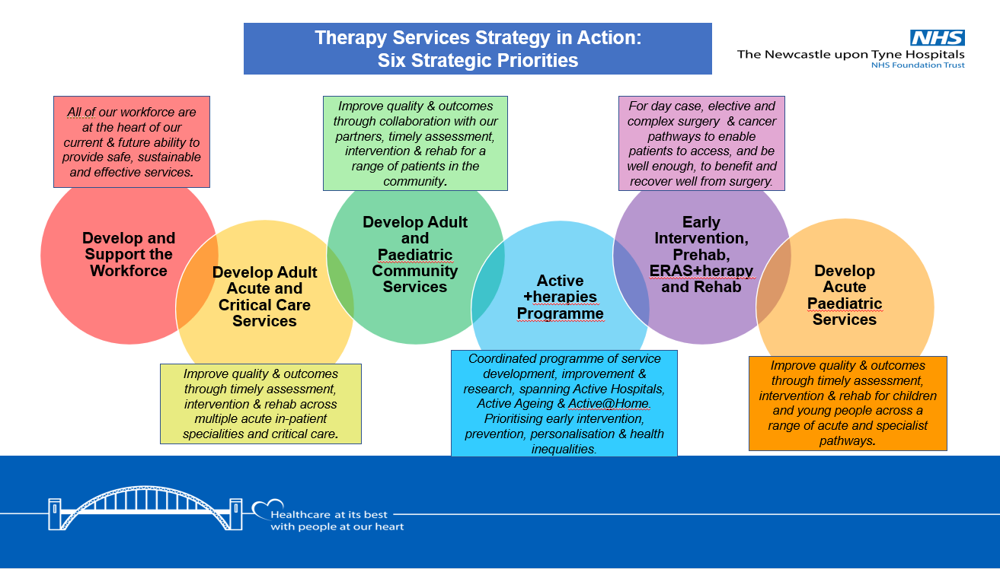 Therapy Services Strategy in Action:
Six Strategic Priorities
NHS
The Newcastle upon Tyne Hospitals
NHS Foundation Trust
All of our workforce are
at the heart of our
current & future ability to
provide safe, sustainable
and effective services.
Develop and
Support the
Workforce
Develop Adult
Acute and
Critical Care
Services
Improve quality & outcomes
through timely assessment,
intervention & rehab across
multiple acute in-patient
specialities and critical care.
Improve quality & outcomes
through collaboration with our
partners, timely assessment,
intervention & rehab for a
range of patients in the
community.
Develop Adult
and
Paediatric
Community
Services
Active
+herapies
Programme
Coordinated programme of service
development, improvement &
research, spanning Active Hospitals,
Active Ageing & Active@Home.
Prioritising early intervention,
prevention, personalisation & health
inequalities.
For day case, elective and
complex surgery & cancer
pathways to enable
patients to access, and be
well enough, to benefit and
recover well from surgery.
Early
Intervention,
Prehab,
ERAS+herapy
and Rehab
Develop
Acute
Paediatric
Services
Improve quality & outcomes
through timely assessment,
intervention & rehab for children
and young people across a
range of acute and specialist
pathways.
Healthcare at its best
with people at our heart